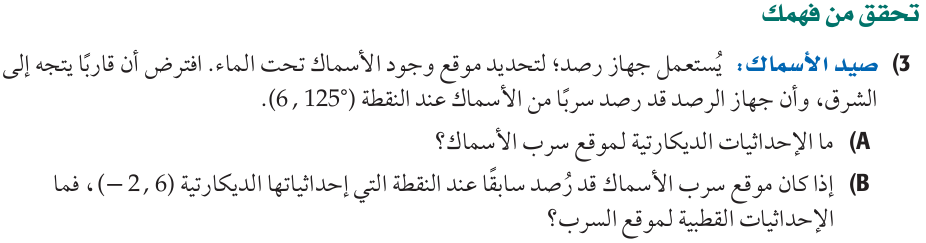 تحقق من فهمك
3) صيد الأسماك: يُستعمل جهاز رصد؛ لتحديد موقع وجود الأسماك تحت الماء. افترض أن قاربًا يتجه إلى
الشرق، وأن جهاز الرصد قد رصد سربًا من الأسماك عند النقطة (6, 125°).
A) ما الإحداثيات الديكارتية لموقع سرب الأسماك؟
B) إذا كان موقع سرب الأسماك قد رُصد سابقًا عند النقطة التي إحداثياتها الديكارتية (-2, 6)، فما
الإحداثيات القطبية لموقع السرب؟